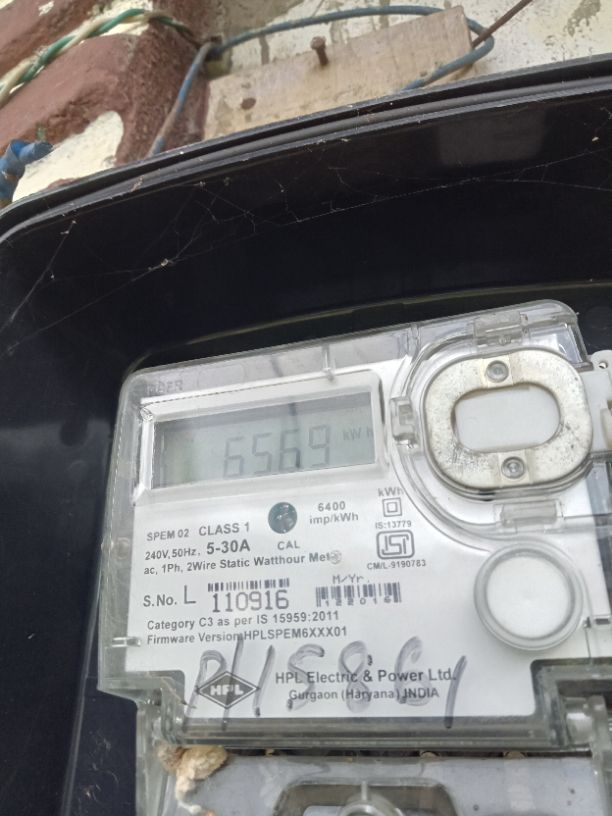 6569 kWh
kWh
6400
imp/kWh
IS:13779
SPEM 02 CLASS 1
240V, 50Hz, 5-30A CAL
ac, 1Ph, 2Wire Static Watthour Meter
ISI
CM/L-9190783
M/Yr.
S.No. L 110916
Category C3 as per IS 15959:2011
Firmware Version HPLSPEM6XXX01
HPL
HPL Electric & Power Ltd.
Gurgaon (Haryana) INDIA